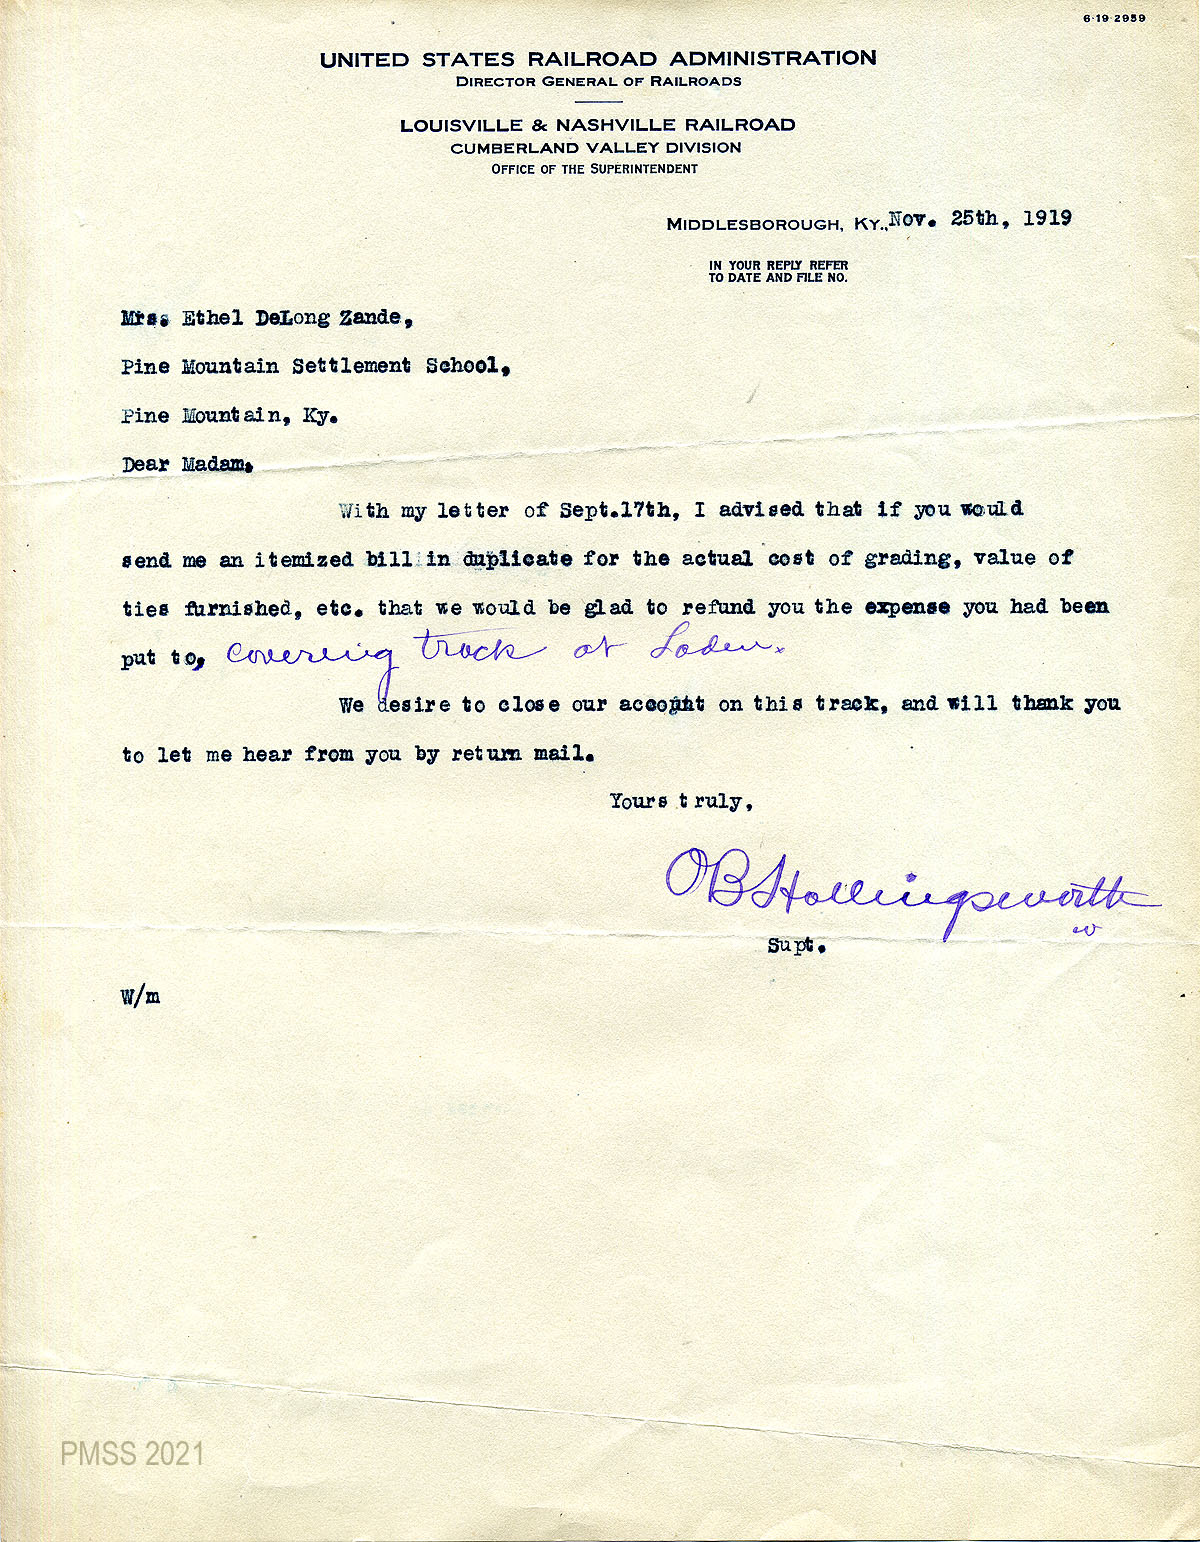 6-19-2959
UNITED STATES RAILROAD ADMINISTRATION
DIRECTOR GENERAL OF RAILROADS
LOUISVILLE & NASHVILLE RAILROAD
CUMBERLAND VALLEY DIVISION
OFFICE OF THE SUPERINTENDENT
MIDDLESBOROUGH, KY., Nov. 25th, 1919
IN YOUR REPLY REFER
TO DATE AND FILE NO.
Mrs. Ethel DeLong Zande,
Pine Mountain Settlement School,
Pine Mountain, Ky.
Dear Madam.
With my letter of Sept.17th, I advised that if you would
send me an itemized bill in duplicate for the actual cost of grading, value of
ties furnished, etc. that we would be glad to refund you the expense you had been
put to, covering track at Loden.
We desire to close our account on this track, and will thank you
to let me hear from you by return mail.
Yours truly,
OB Hollingsworth
w
Supt.
W/m
PMSS 2021